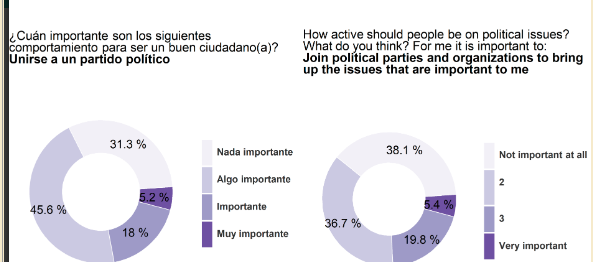 ¿Cuán importante son los siguientes
comportamiento para ser un buen ciudadano(a)?
Unirse a un partido político
31.3 %
5.2 %
45.6 %
18 %
Nada importante
Algo importante
Importante
Muy importante
How active should people be on political issues?
What do you think? For me it is important to:
Join political parties and organizations to bring
up the issues that are important to me
38.1 %
5.4 %
36.7 %
19.8 %
Not important at all
2
3
Very important